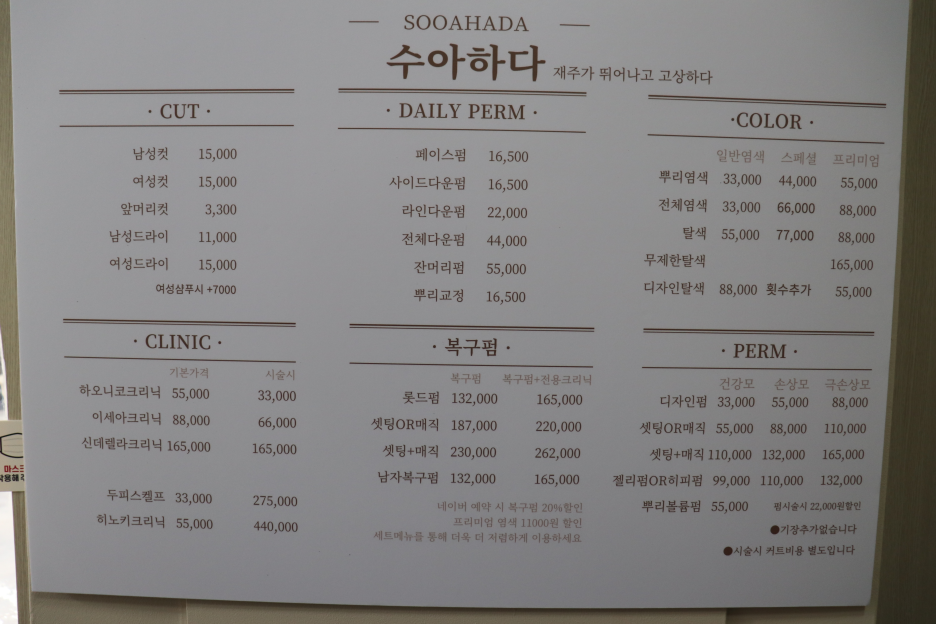 SOOAHADA
수아하다 재주가 뛰어나고 고상하다
· CUT ·
남성컷 15,000
여성컷 15,000
앞머리컷 3,300
남성드라이 11,000
여성드라이 15,000
여성샴푸시 +7000
· DAILY PERM ·
페이스펌 16,500
사이드다운펌 16,500
라인다운펌 22,000
전체다운펌 44,000
잔머리펌 55,000
뿌리교정 16,500
·COLOR ·
일반염색 스페셜 프리미엄
뿌리염색 33,000 44,000 55,000
전체염색 33,000 66,000 88,000
탈색 55,000 77,000 88,000
무제한탈색 165,000
디자인탈색 88,000 횟수추가 55,000
· CLINIC ·
기본가격 시술시
하오니코크리닉 55,000 33,000
이세아크리닉 88,000 66,000
신데렐라크리닉 165,000 165,000
두피스켈프 33,000 275,000
히노키크리닉 55,000 440,000
· 복구펌 ·
복구펌 복구펌+전용크리닉
롯드펌 132,000 165,000
셋팅OR매직 187,000 220,000
셋팅+매직 230,000 262,000
남자복구펌 132,000 165,000
네이버 예약 시 복구펌 20%할인
프리미엄 염색 11000원 할인
세트메뉴를 통해 더욱 더 저렴하게 이용하세요
· PERM ·
건강모 손상모 극손상모
디자인펌 33,000 55,000 88,000
셋팅OR매직 55,000 88,000 110,000
셋팅+매직 110,000 132,000 165,000
젤리펌OR히피펌 99,000 110,000 132,000
뿌리볼륨펌 55,000 펌시술시 22,000원할인
●기장추가없습니다
●시술시 커트비용 별도입니다
마스크